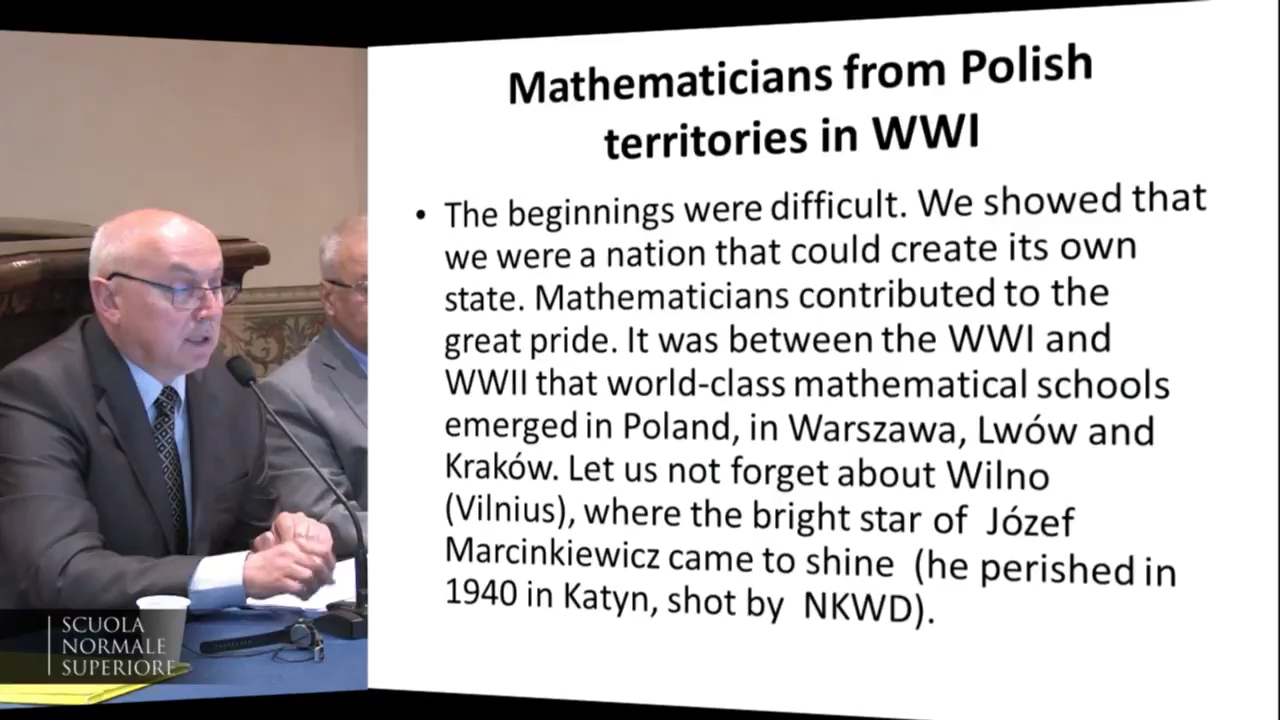 Mathematicians from Polish
territories in WWI
• The beginnings were difficult. We showed that
we were a nation that could create its own
state. Mathematicians contributed to the
great pride. It was between the WWI and
WWII that world-class mathematical schools
emerged in Poland, in Warszawa, Lwów and
Kraków. Let us not forget about Wilno
(Vilnius), where the bright star of Józef
Marcinkiewicz came to shine (he perished in
1940 in Katyn, shot by NKWD).
SCUOLA
NORMALE
SUPERIORE